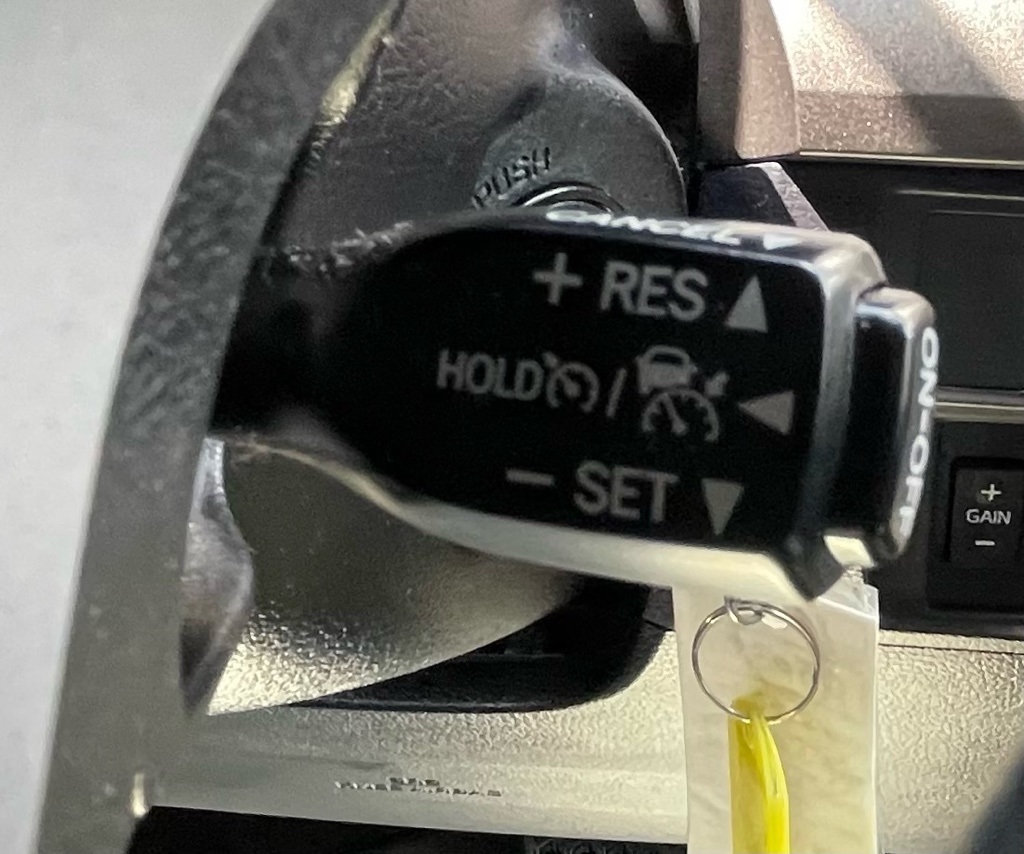 PUSH
CANCEL ▼
+ RES ▲
HOLD / ◀
− SET ▼
ON-OFF
+
GAIN
−